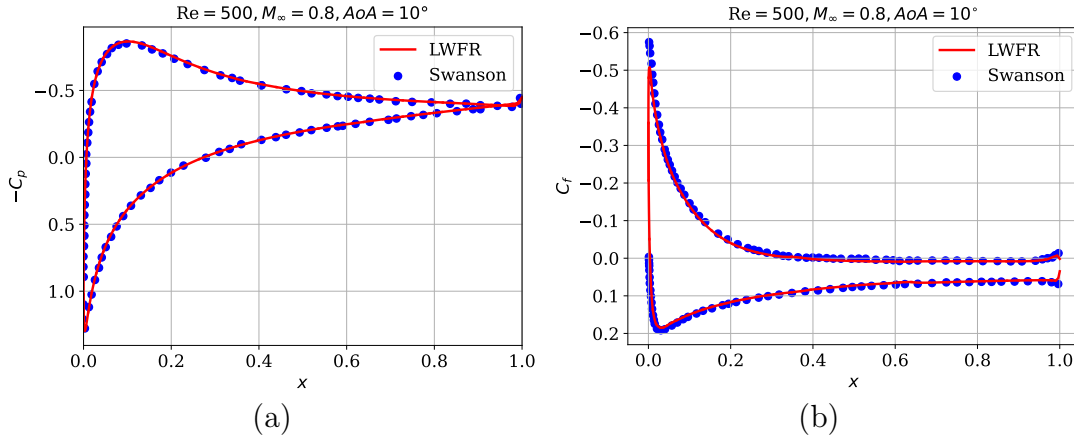 Re = 500, M∞ = 0.8, AoA = 10°
LWFR
Swanson
−0.5
0.0
0.5
1.0
−Cp
0.0 0.2 0.4 0.6 0.8 1.0
x
(a)
Re = 500, M∞ = 0.8, AoA = 10°
LWFR
Swanson
−0.6
−0.5
−0.4
−0.3
−0.2
−0.1
0.0
0.1
0.2
Cf
0.0 0.2 0.4 0.6 0.8 1.0
x
(b)